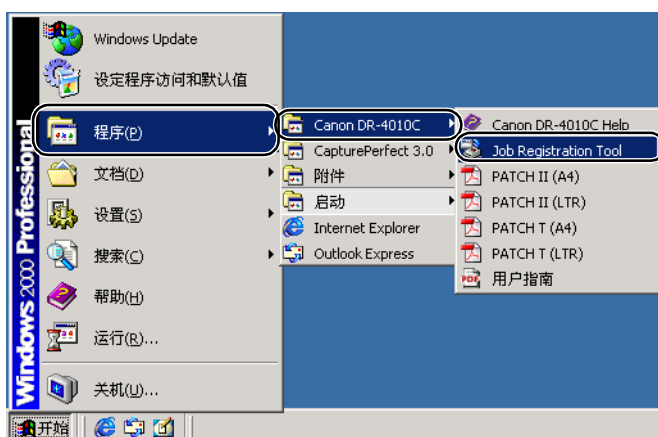 Windows 2000 Professional
Windows Update
设定程序访问和默认值
程序(P)
文档(D)
设置(S)
搜索(C)
帮助(H)
运行(R)...
关机(U)...
Canon DR-4010C
CapturePerfect 3.0
附件
启动
Internet Explorer
Outlook Express
Canon DR-4010C Help
Job Registration Tool
PATCH II (A4)
PATCH II (LTR)
PATCH T (A4)
PATCH T (LTR)
用户指南
开始